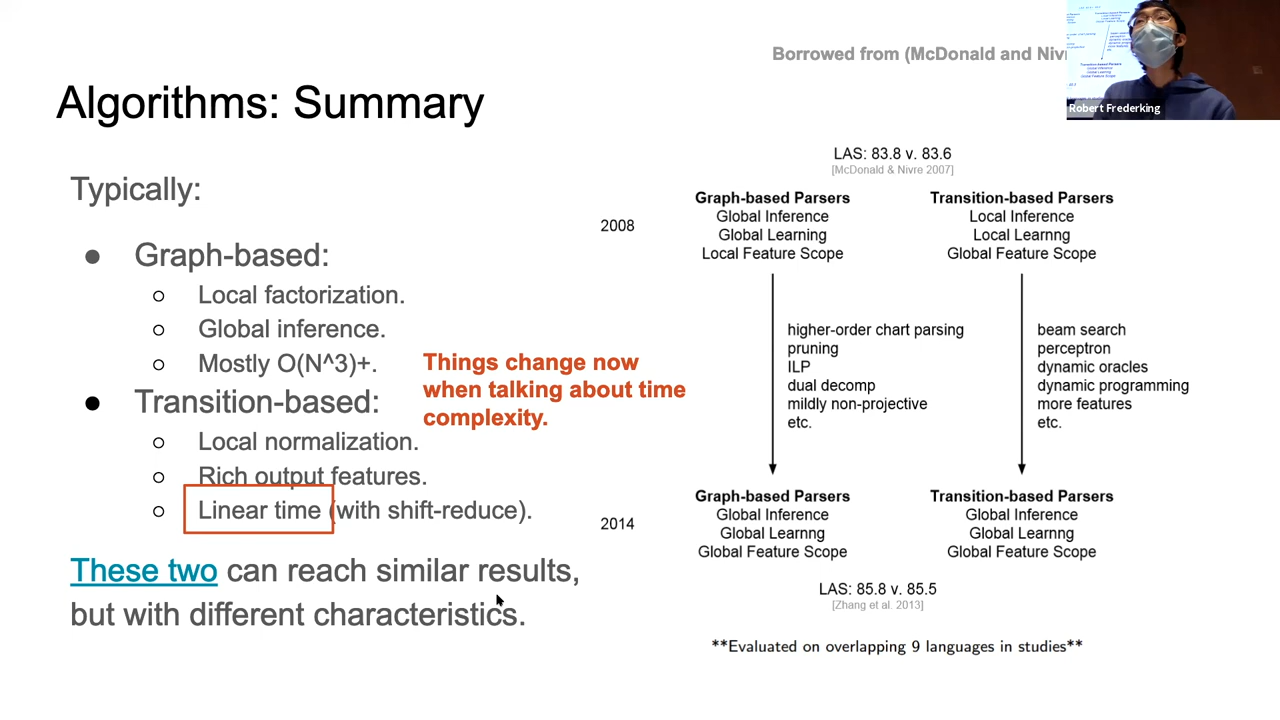 Borrowed from (McDonald and Niv
Robert Frederking
Algorithms: Summary
Typically:
● Graph-based:
○ Local factorization.
○ Global inference.
○ Mostly O(N^3)+.
● Transition-based:
○ Local normalization.
○ Rich output features.
○ Linear time (with shift-reduce).
Things change now
when talking about time
complexity.
These two can reach similar results,
but with different characteristics.
LAS: 83.8 v. 83.6
[McDonald & Nivre 2007]
2008
Graph-based Parsers
Global Inference
Global Learning
Local Feature Scope
Transition-based Parsers
Local Inference
Local Learnng
Global Feature Scope
higher-order chart parsing
pruning
ILP
dual decomp
mildly non-projective
etc.
beam search
perceptron
dynamic oracles
dynamic programming
more features
etc.
2014
Graph-based Parsers
Global Inference
Global Learnng
Global Feature Scope
Transition-based Parsers
Global Inference
Global Learnng
Global Feature Scope
LAS: 85.8 v. 85.5
[Zhang et al. 2013]
**Evaluated on overlapping 9 languages in studies**